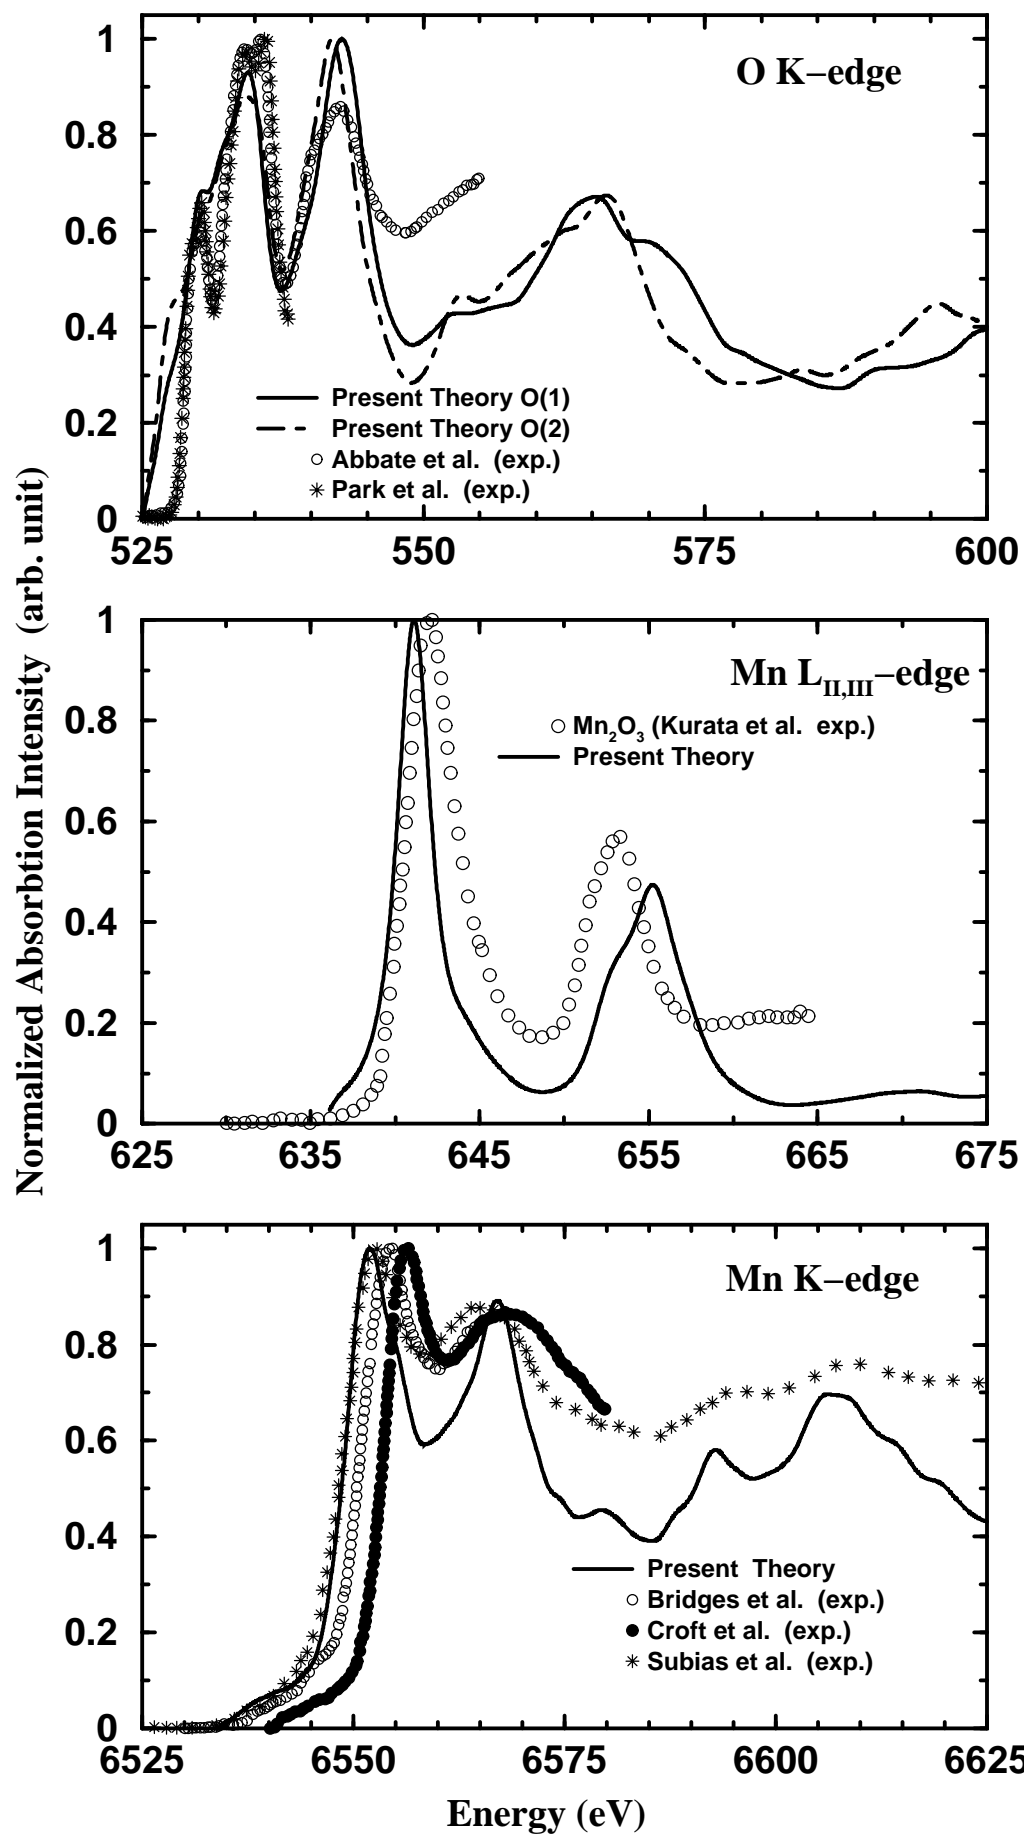 Normalized Absorbtion Intensity (arb. unit)
1
0.8
0.6
0.4
0.2
0
O K−edge
Present Theory O(1)
Present Theory O(2)
Abbate et al. (exp.)
Park et al. (exp.)
525 550 575 600
1
0.8
0.6
0.4
0.2
0
Mn L_II,III−edge
Mn₂O₃ (Kurata et al. exp.)
Present Theory
625 635 645 655 665 675
1
0.8
0.6
0.4
0.2
0
Mn K−edge
Present Theory
Bridges et al. (exp.)
Croft et al. (exp.)
Subias et al. (exp.)
6525 6550 6575 6600 6625
Energy (eV)